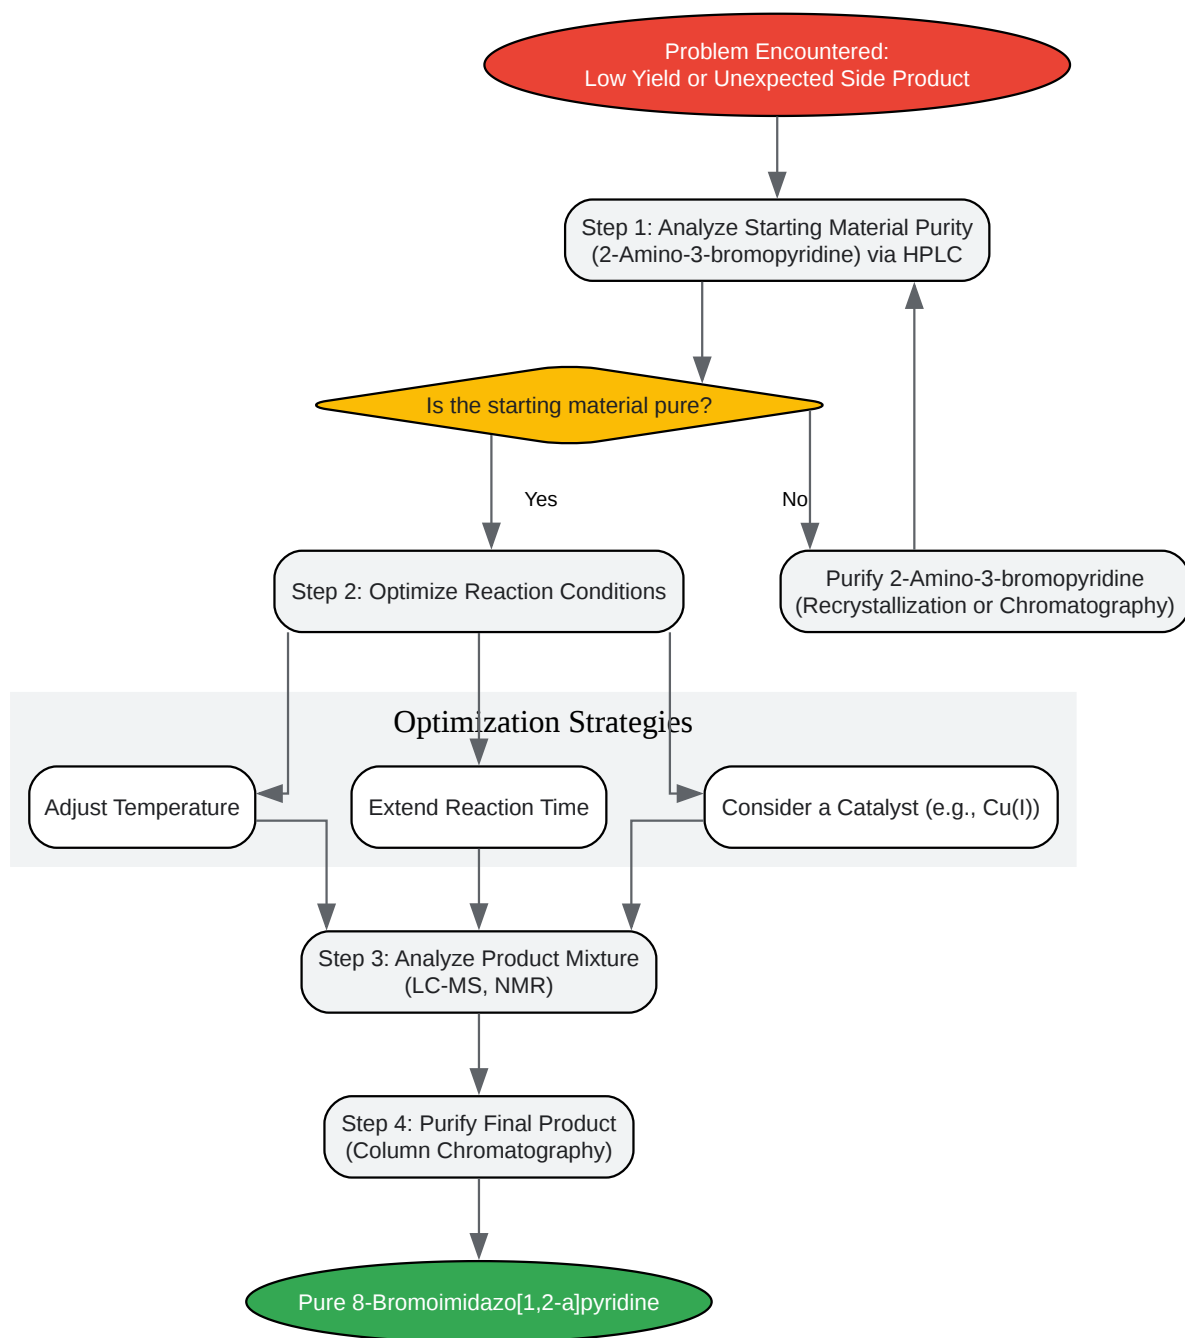 Problem Encountered:
Low Yield or Unexpected Side Product
Step 1: Analyze Starting Material Purity
(2-Amino-3-bromopyridine) via HPLC
Is the starting material pure?
Yes
No
Step 2: Optimize Reaction Conditions
Purify 2-Amino-3-bromopyridine
(Recrystallization or Chromatography)
Optimization Strategies
Adjust Temperature
Extend Reaction Time
Consider a Catalyst (e.g., Cu(I))
Step 3: Analyze Product Mixture
(LC-MS, NMR)
Step 4: Purify Final Product
(Column Chromatography)
Pure 8-Bromoimidazo[1,2-a]pyridine